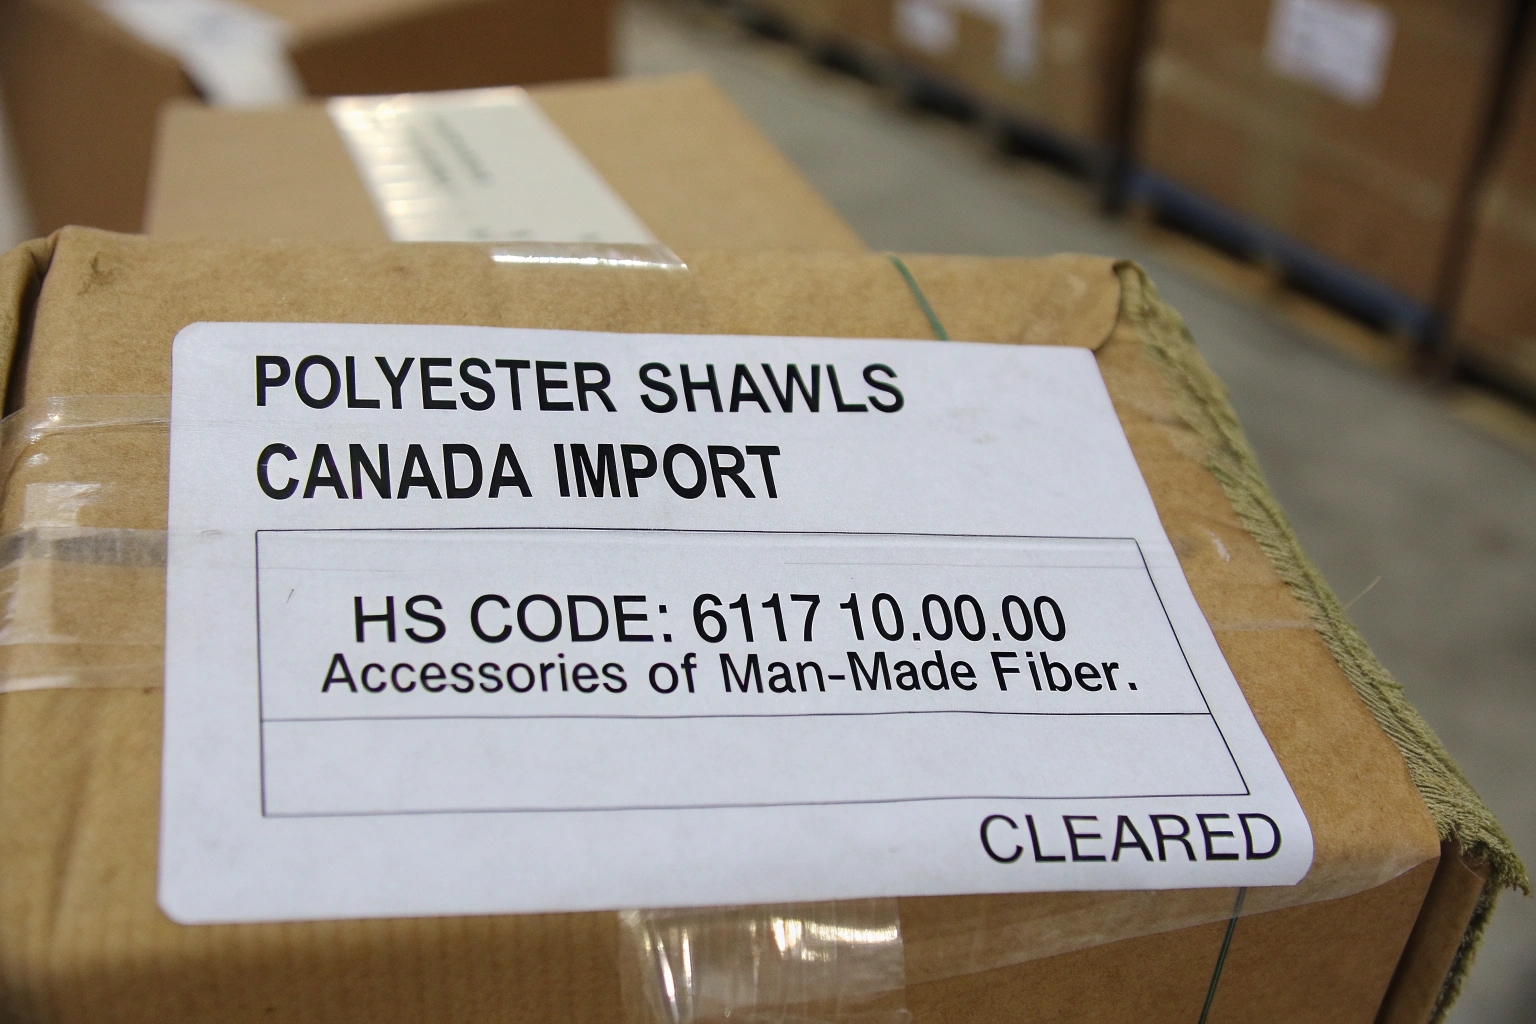 POLYESTER SHAWLS
CANADA IMPORT
HS CODE: 6117 10.00.00
Accessories of Man-Made Fiber.
CLEARED